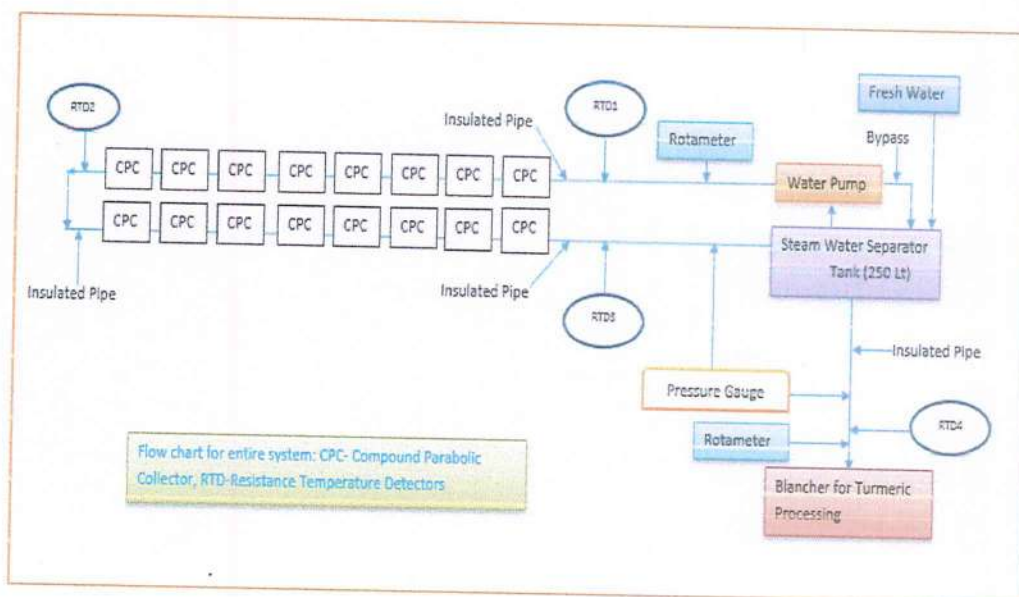 RTD2
RTD1
Fresh Water
Insulated Pipe
Rotameter
Bypass
CPC CPC CPC CPC CPC CPC CPC CPC
Water Pump
CPC CPC CPC CPC CPC CPC CPC CPC
Steam Water Separator
Tank (250 Lt)
Insulated Pipe
Insulated Pipe
RTD3
Insulated Pipe
Pressure Gauge
RTD4
Rotameter
Flow chart for entire system: CPC- Compound Parabolic
Collector, RTD-Resistance Temperature Detectors
Blancher for Turmeric
Processing